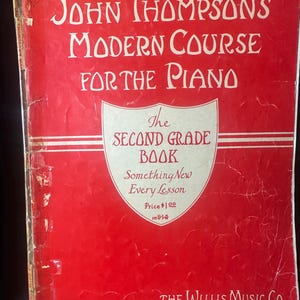 JOHN THOMPSON'S
MODERN COURSE
FOR THE PIANO
The
SECOND GRADE
BOOK
Something New
Every Lesson
Price $1.00
THE WILLIS MUSIC CO.